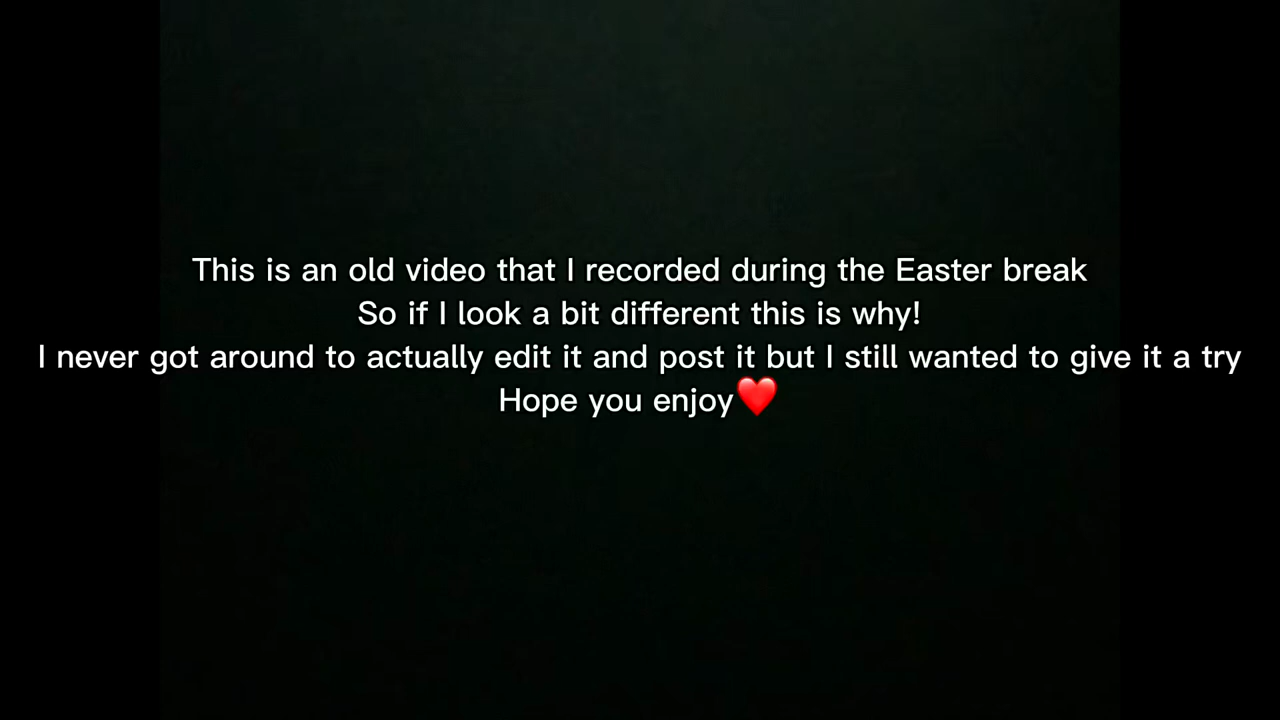 This is an old video that I recorded during the Easter break
So if I look a bit different this is why!
I never got around to actually edit it and post it but I still wanted to give it a try
Hope you enjoy❤️